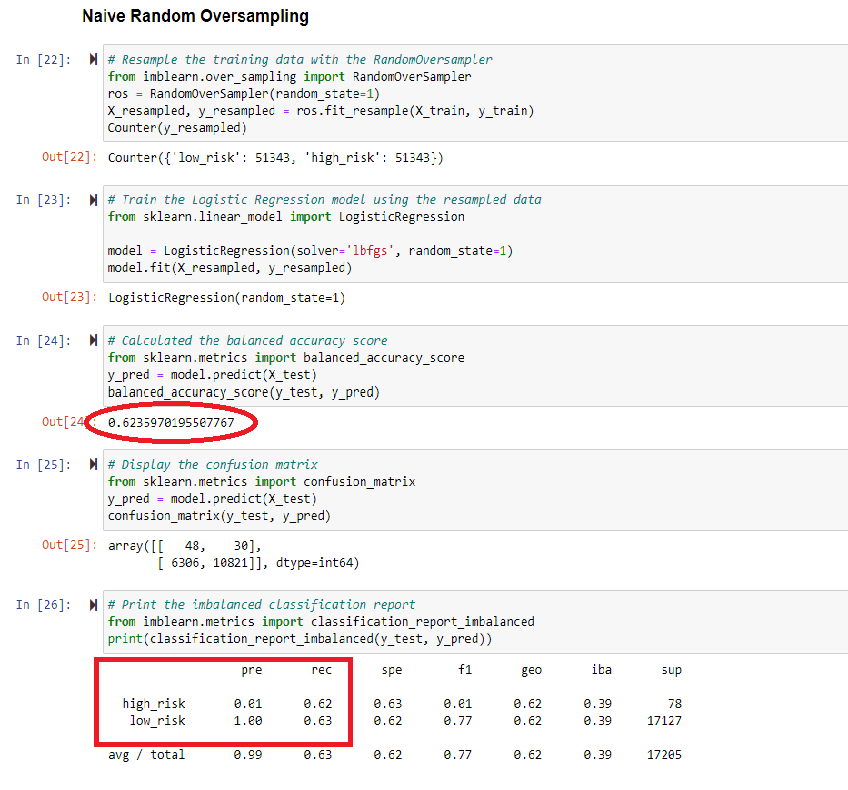 Naive Random Oversampling
In [22]: # Resample the training data with the RandomOversampler
from imblearn.over_sampling import RandomOverSampler
ros = RandomOverSampler(random_state=1)
X_resampled, y_resampled = ros.fit_resample(X_train, y_train)
Counter(y_resampled)
Out[22]: Counter({'low_risk': 51343, 'high_risk': 51343})
In [23]: # Train the Logistic Regression model using the resampled data
from sklearn.linear_model import LogisticRegression
model = LogisticRegression(solver='lbfgs', random_state=1)
model.fit(X_resampled, y_resampled)
Out[23]: LogisticRegression(random_state=1)
In [24]: # Calculated the balanced accuracy score
from sklearn.metrics import balanced_accuracy_score
y_pred = model.predict(X_test)
balanced_accuracy_score(y_test, y_pred)
Out[24]: 0.6235970195507767
In [25]: # Display the confusion matrix
from sklearn.metrics import confusion_matrix
y_pred = model.predict(X_test)
confusion_matrix(y_test, y_pred)
Out[25]: array([[ 48, 30],
[ 6306, 10821]], dtype=int64)
In [26]: # Print the imbalanced classification report
from imblearn.metrics import classification_report_imbalanced
print(classification_report_imbalanced(y_test, y_pred))
pre rec spe f1 geo iba sup
high_risk 0.01 0.62 0.63 0.01 0.62 0.39 78
low_risk 1.00 0.63 0.62 0.77 0.62 0.39 17127
avg / total 0.99 0.63 0.62 0.77 0.62 0.39 17205